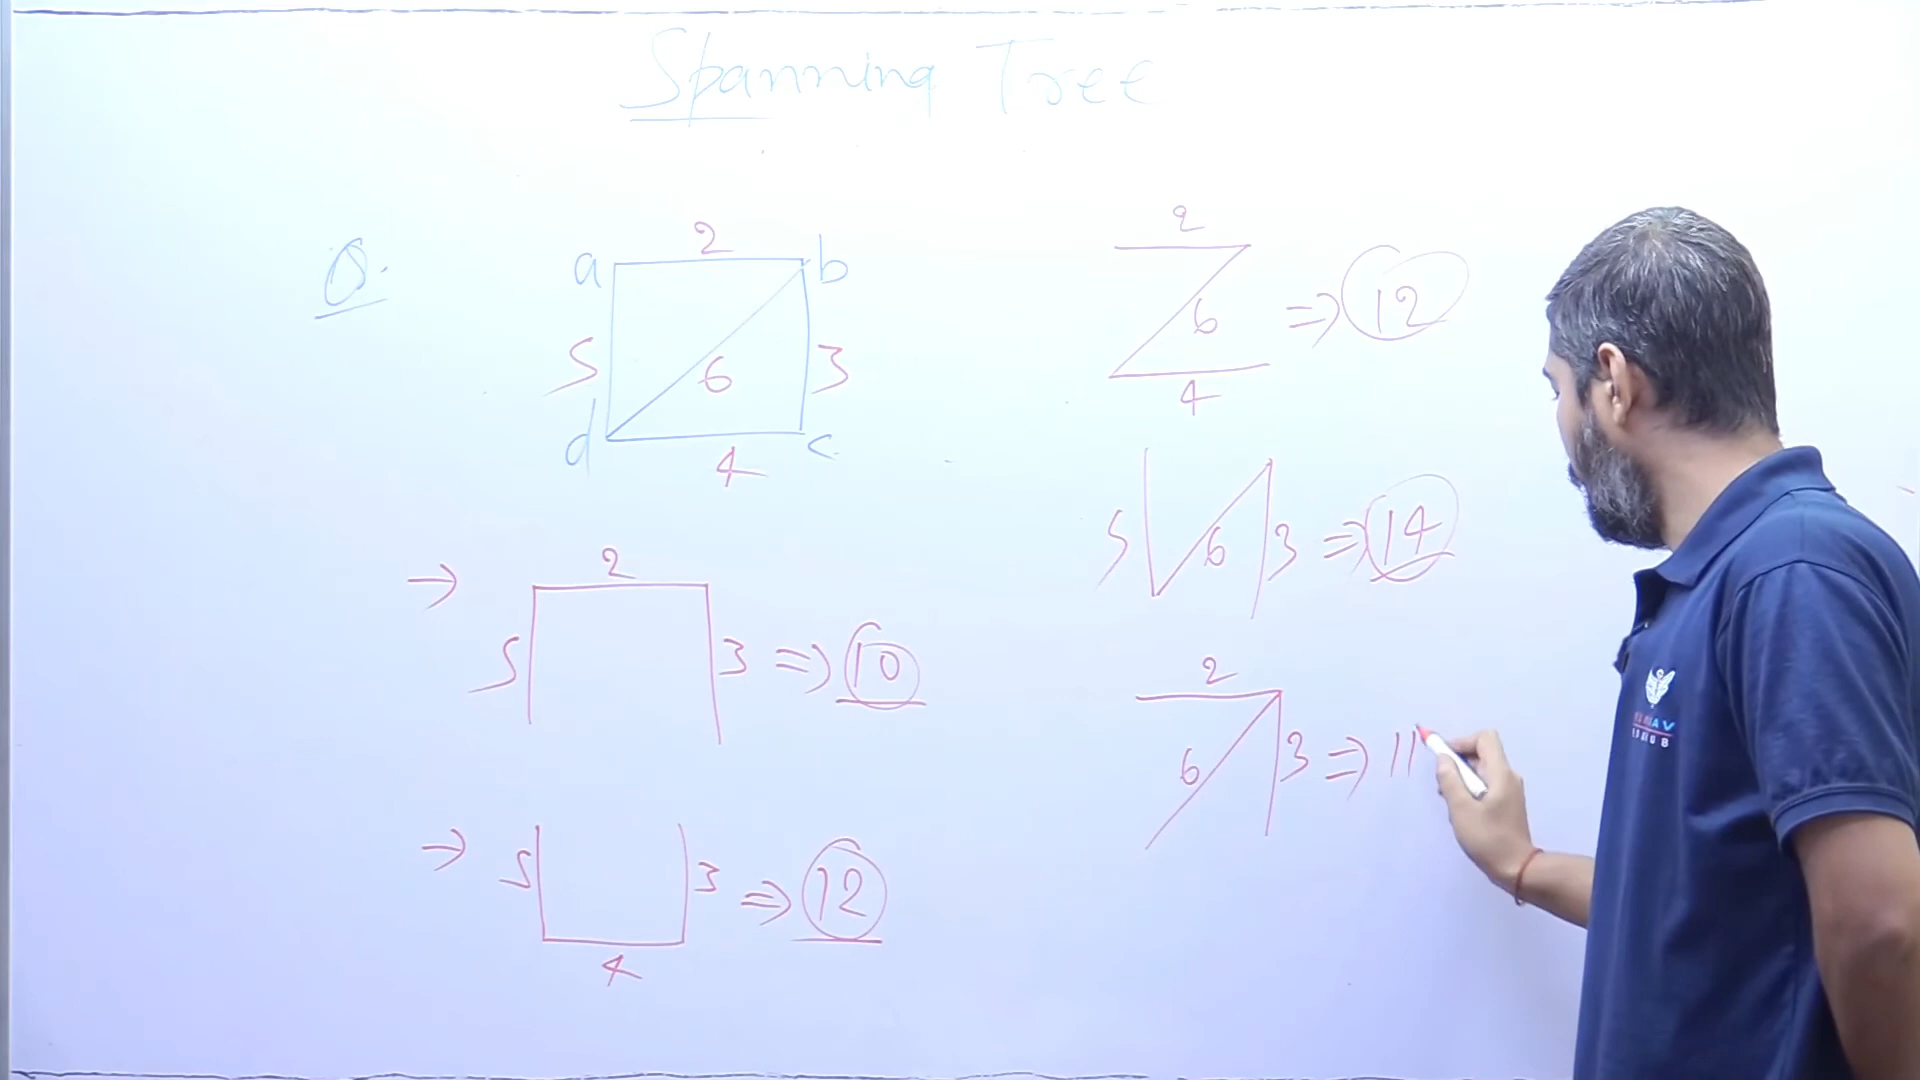 Spanning Tree
Q.
a 2 b
5 6 3
d 4 c
→ 2
5 3 ⇒ 10
→ 5 3 ⇒ 12
4
2
6 ⇒ 12
4
5 6 3 ⇒ 14
2
6 3 ⇒ 11